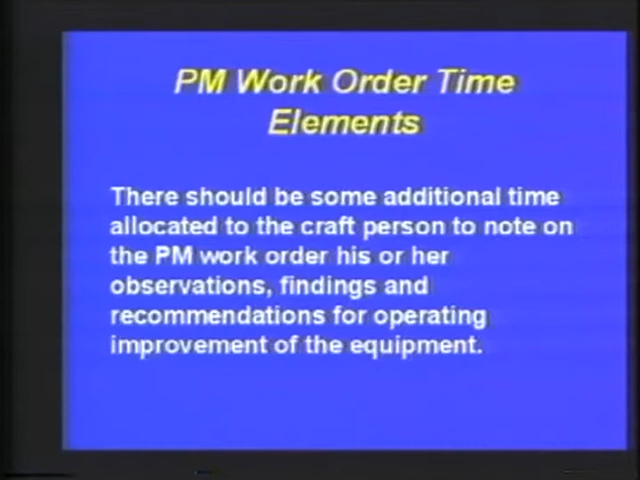 PM Work Order Time
Elements
There should be some additional time
allocated to the craft person to note on
the PM work order his or her
observations, findings and
recommendations for operating
improvement of the equipment.